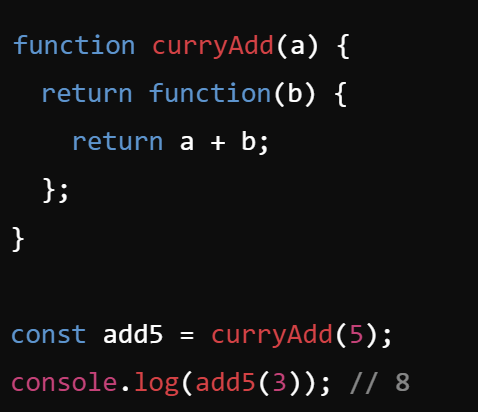 function curryAdd(a) {
  return function(b) {
    return a + b;
  };
}

const add5 = curryAdd(5);
console.log(add5(3)); // 8